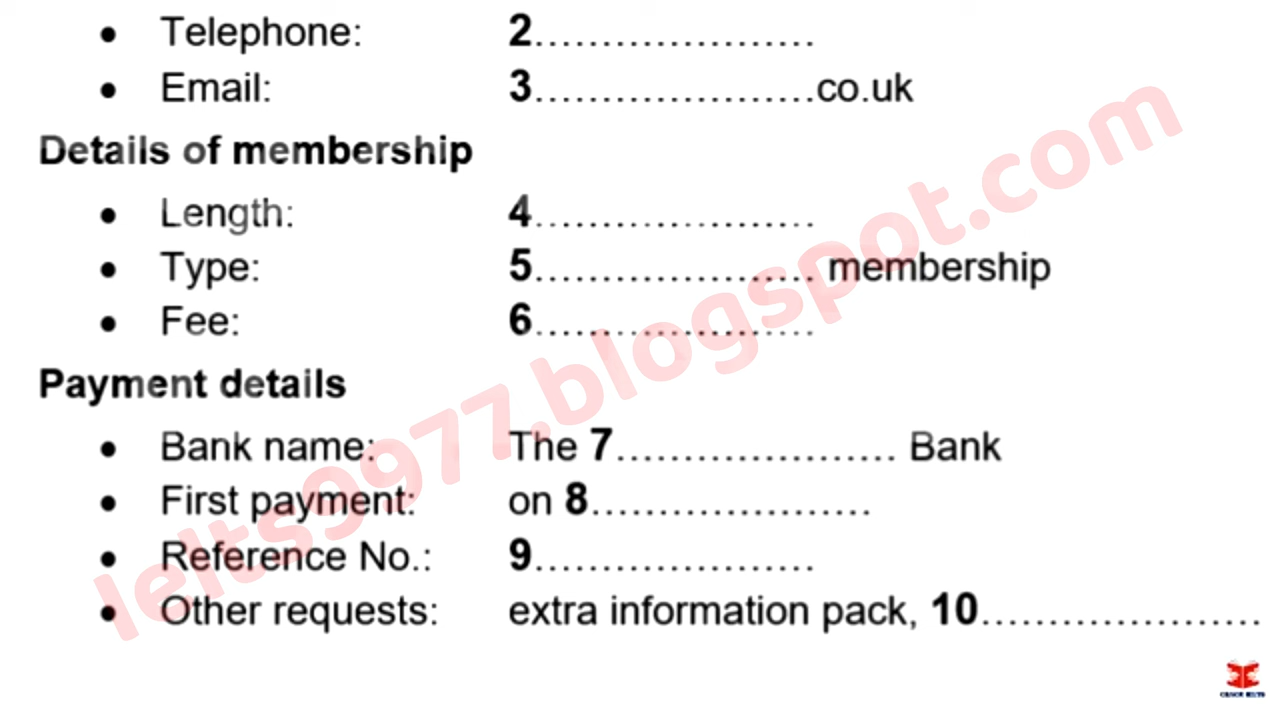 • Telephone: 2.....................
• Email: 3.....................co.uk
Details of membership
• Length: 4.....................
• Type: 5..................... membership
• Fee: 6.....................
Payment details
• Bank name: The 7..................... Bank
• First payment: on 8.....................
• Reference No.: 9.....................
• Other requests: extra information pack, 10.....................
Ielts9977.blogspot.com